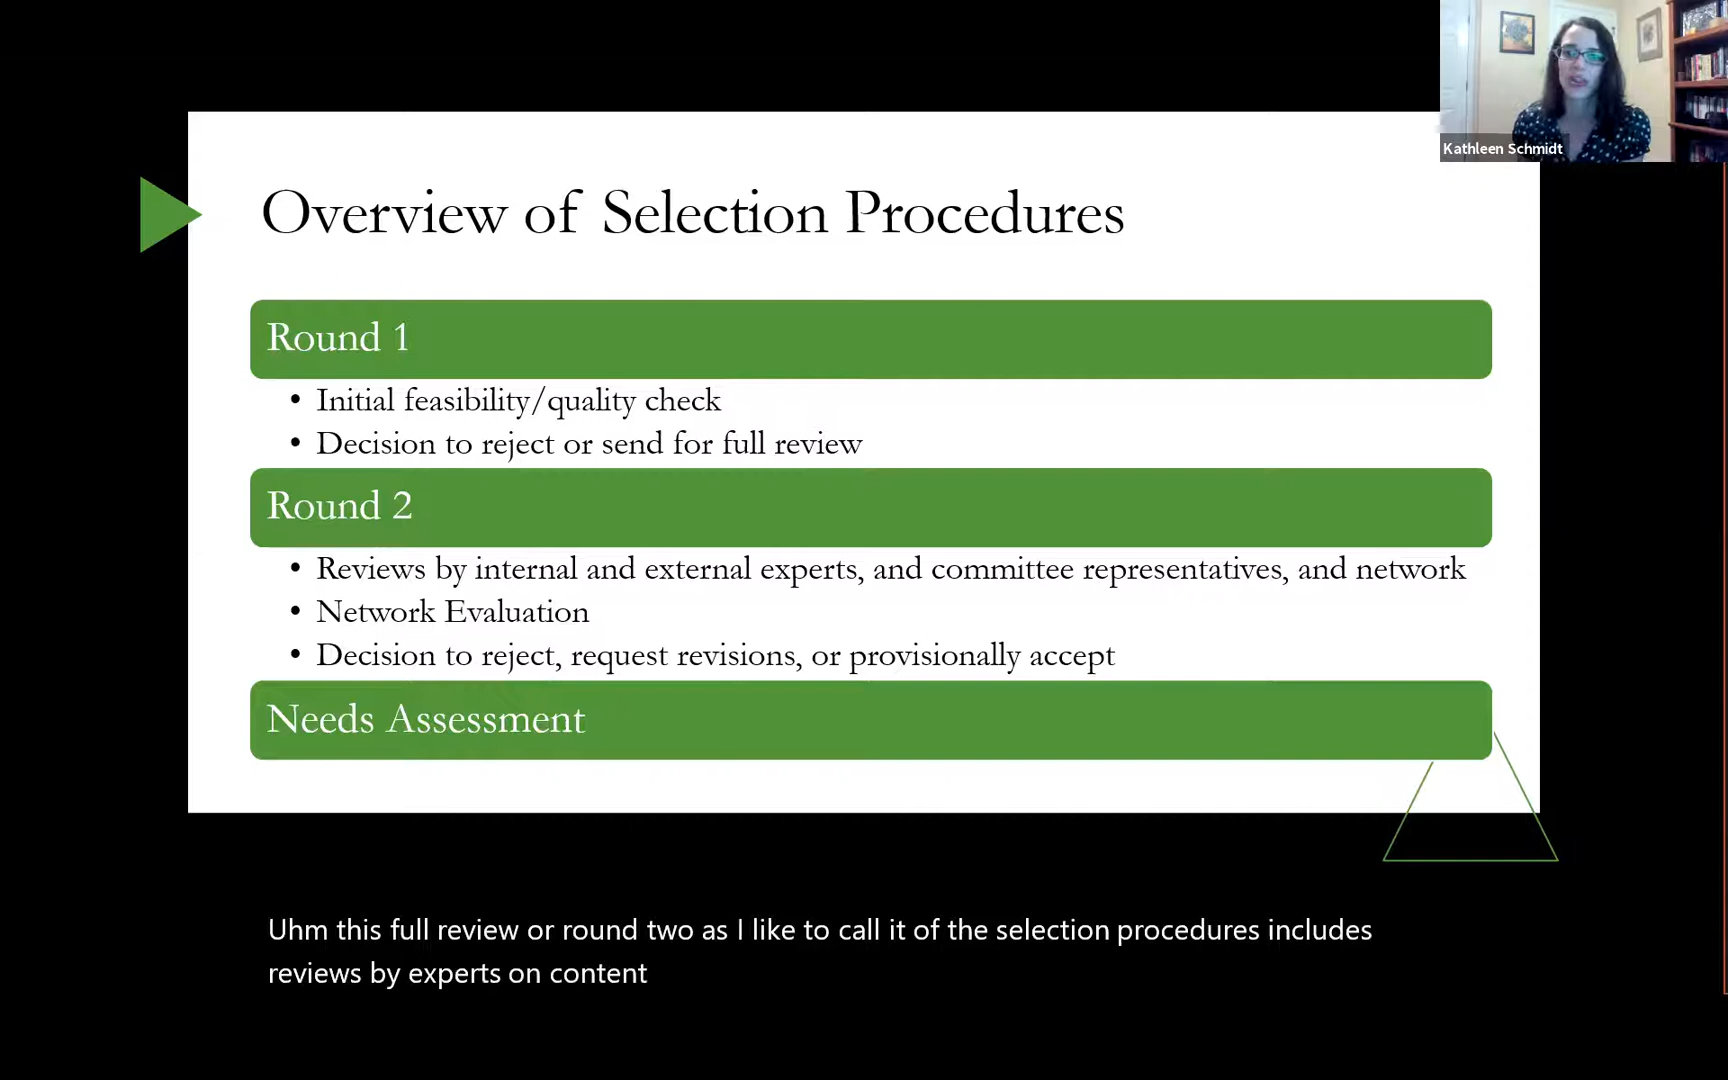 Kathleen Schmidt
Overview of Selection Procedures
Round 1
• Initial feasibility/quality check
• Decision to reject or send for full review
Round 2
• Reviews by internal and external experts, and committee representatives, and network
• Network Evaluation
• Decision to reject, request revisions, or provisionally accept
Needs Assessment
Uhm this full review or round two as I like to call it of the selection procedures includes
reviews by experts on content